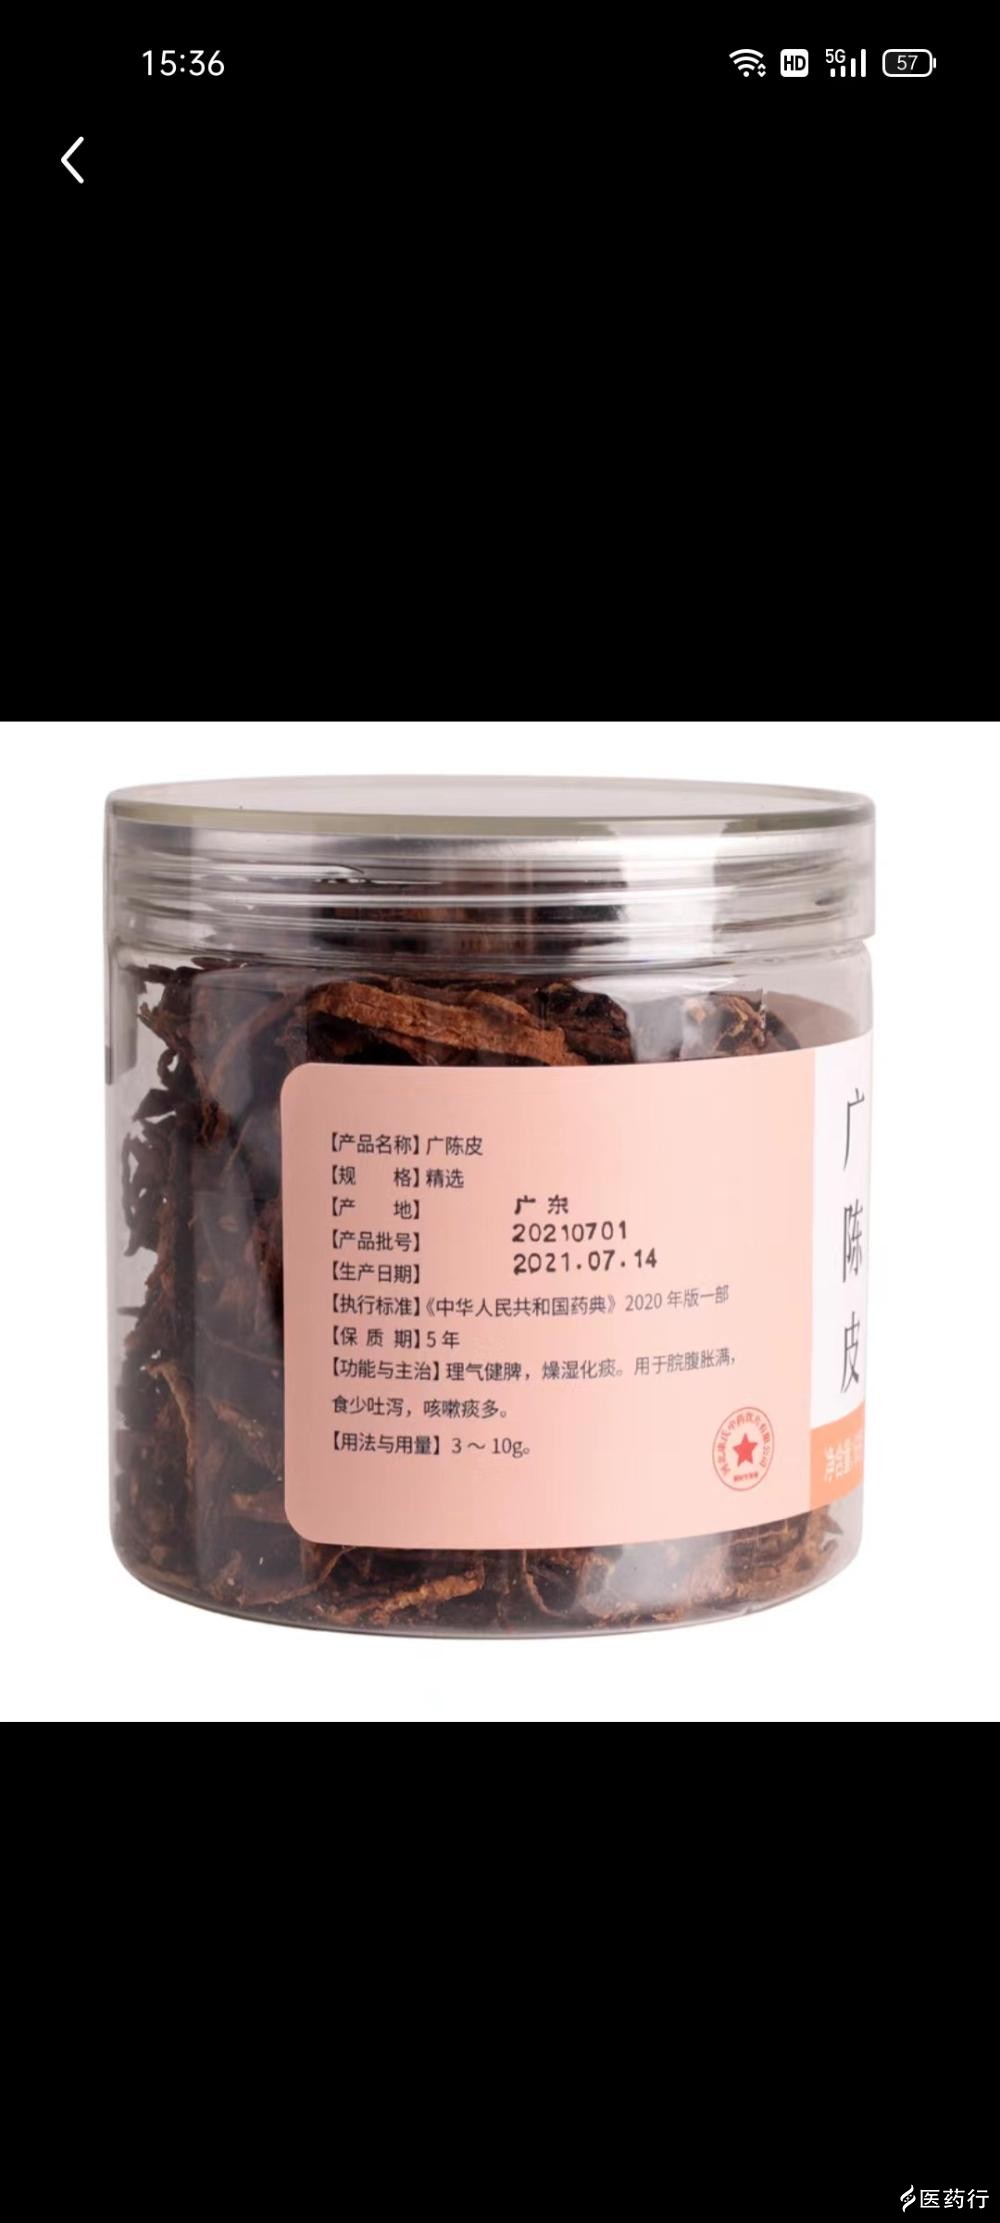 15:36
HD
5G
57
【产品名称】广陈皮
【规 格】精选
【产 地】 广东
【产品批号】 20210701
【生产日期】 2021.07.14
【执行标准】《中华人民共和国药典》2020 年版一部
【保 质 期】5 年
【功能与主治】理气健脾，燥湿化痰。用于脘腹胀满，
食少吐泻，咳嗽痰多。
【用法与用量】3～10g。
广陈皮
净含量
医药行